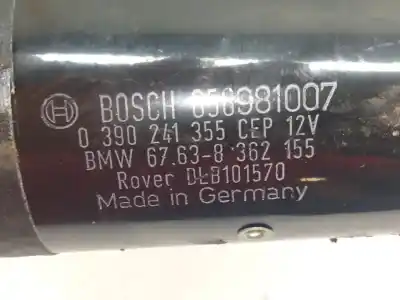 BOSCH 656981007
0 390 241 355 CEP 12V
BMW 67.63-8 362 155
Rover DLB101570
Made in Germany